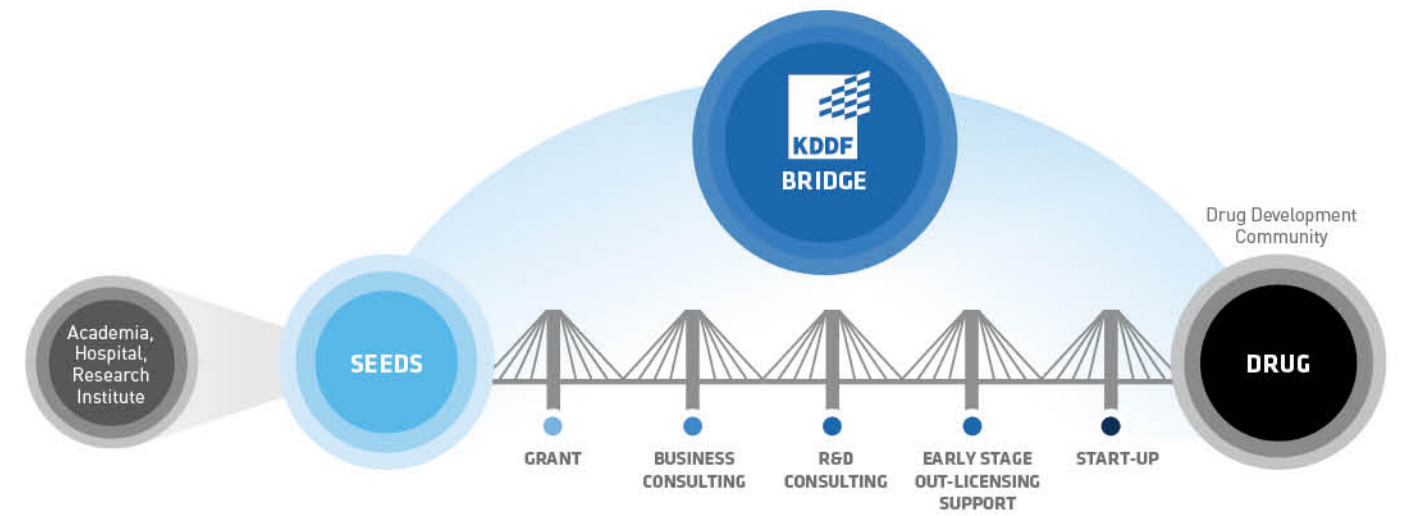 KDDF
BRIDGE
Drug Development
Community
Academia,
Hospital,
Research
Institute
SEEDS
DRUG
GRANT
BUSINESS
CONSULTING
R&D
CONSULTING
EARLY STAGE
OUT-LICENSING
SUPPORT
START-UP